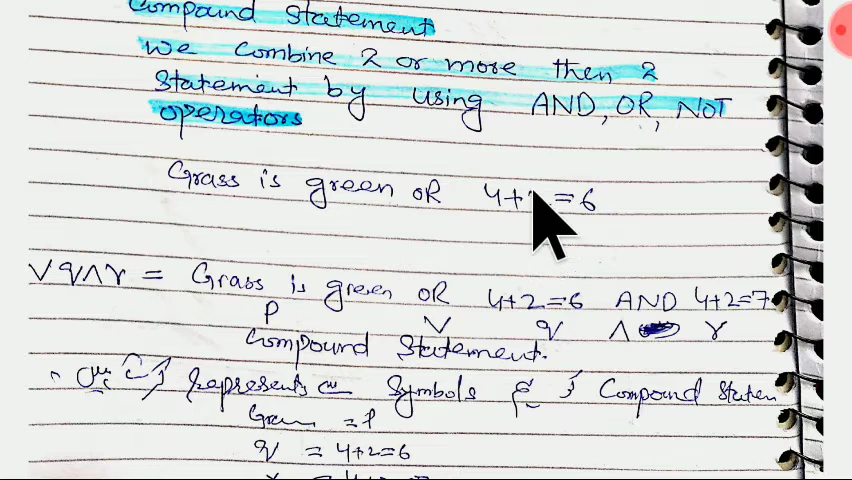 Compound Statement
We combine 2 or more then 2
Statement by using AND, OR, NOT
operators
Grass is green OR 4+2=6
V q Λ r = Grass is green OR 4+2=6 AND 4+2=7
P V q Λ r
Compound Statement.
represents Symbols Compound Statemen
= P
q = 4+2=6